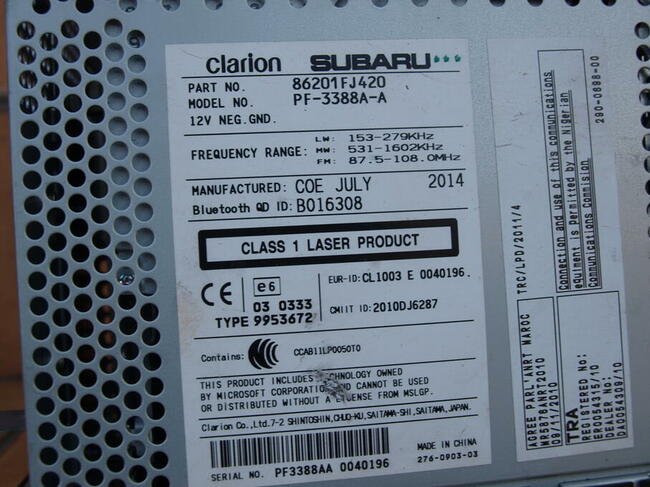 clarion SUBARU
PART NO. 86201FJ420
MODEL NO. PF-3388A-A
12V NEG.GND.
FREQUENCY RANGE: LW: 153-279KHz
MW: 531-1602KHz
FM: 87.5-108.0MHz
MANUFACTURED: COE JULY 2014
Bluetooth QD ID: B016308
CLASS 1 LASER PRODUCT
CE e6 EUR-ID: CL1003 E 0040196.
03 0333 CMIIT ID: 2010DJ6287
TYPE 9953672
Contains: CCAB11LP0050T0
THIS PRODUCT INCLUDES TECHNOLOGY OWNED
BY MICROSOFT CORPORATION AND CANNOT BE USED
OR DISTRIBUTED WITHOUT A LICENSE FROM MSLGP.
Clarion Co.,Ltd. 7-2 SHINTOSHIN, CHUO-KU, SAITAMA-SHI, SAITAMA, JAPAN.
MADE IN CHINA
SERIAL NO. PF3388AA 0040196 276-0903-03
AGREE PAR L'ANRT MAROC
MR5876ANRT2010
09/11/2010
TRC/LPD/2011/4
TRA
REGISTERED NO:
ER0054315/10
DEALER NO:
DA0054309/10
Connection and use of this communications
equipment is Permitted by the Nigerian
Communications Commision
290-0898-00